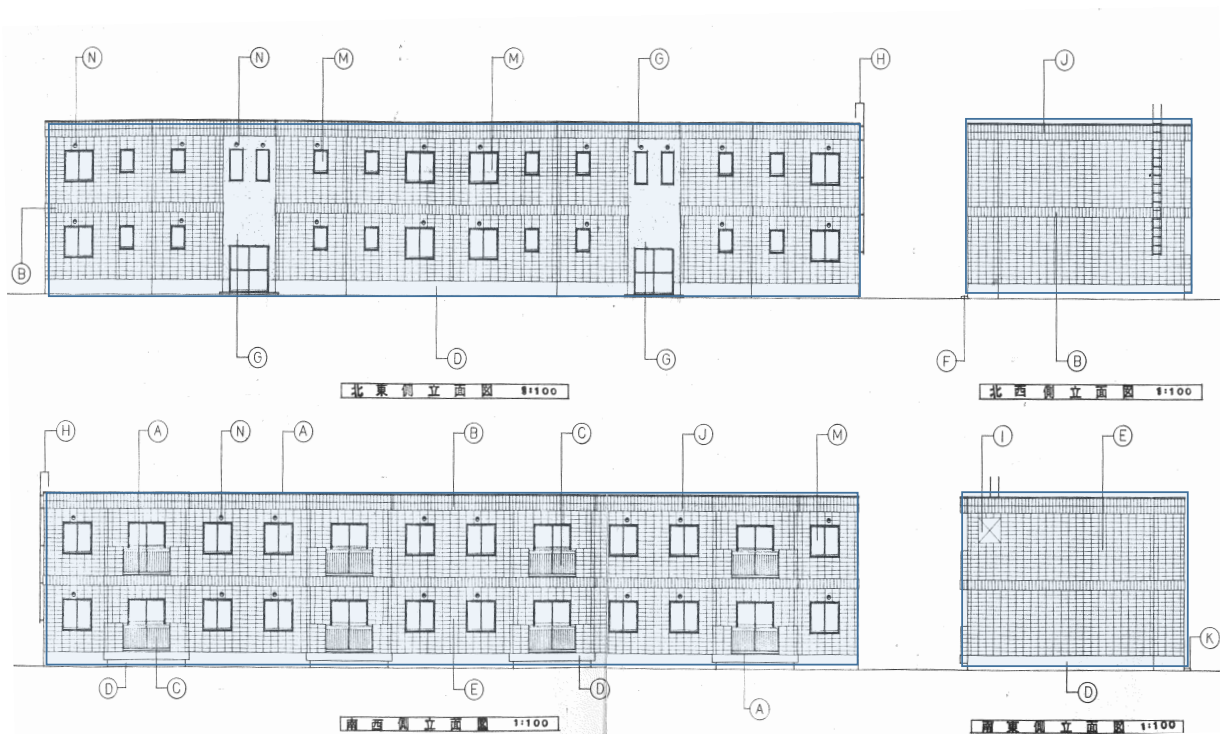 N N M M G H J
B
G D G F B
北東側立面図 1:100
北西側立面図 1:100
H A N A B C J M I E
K
D C E D A D
南西側立面図 1:100
南東側立面図 1:100